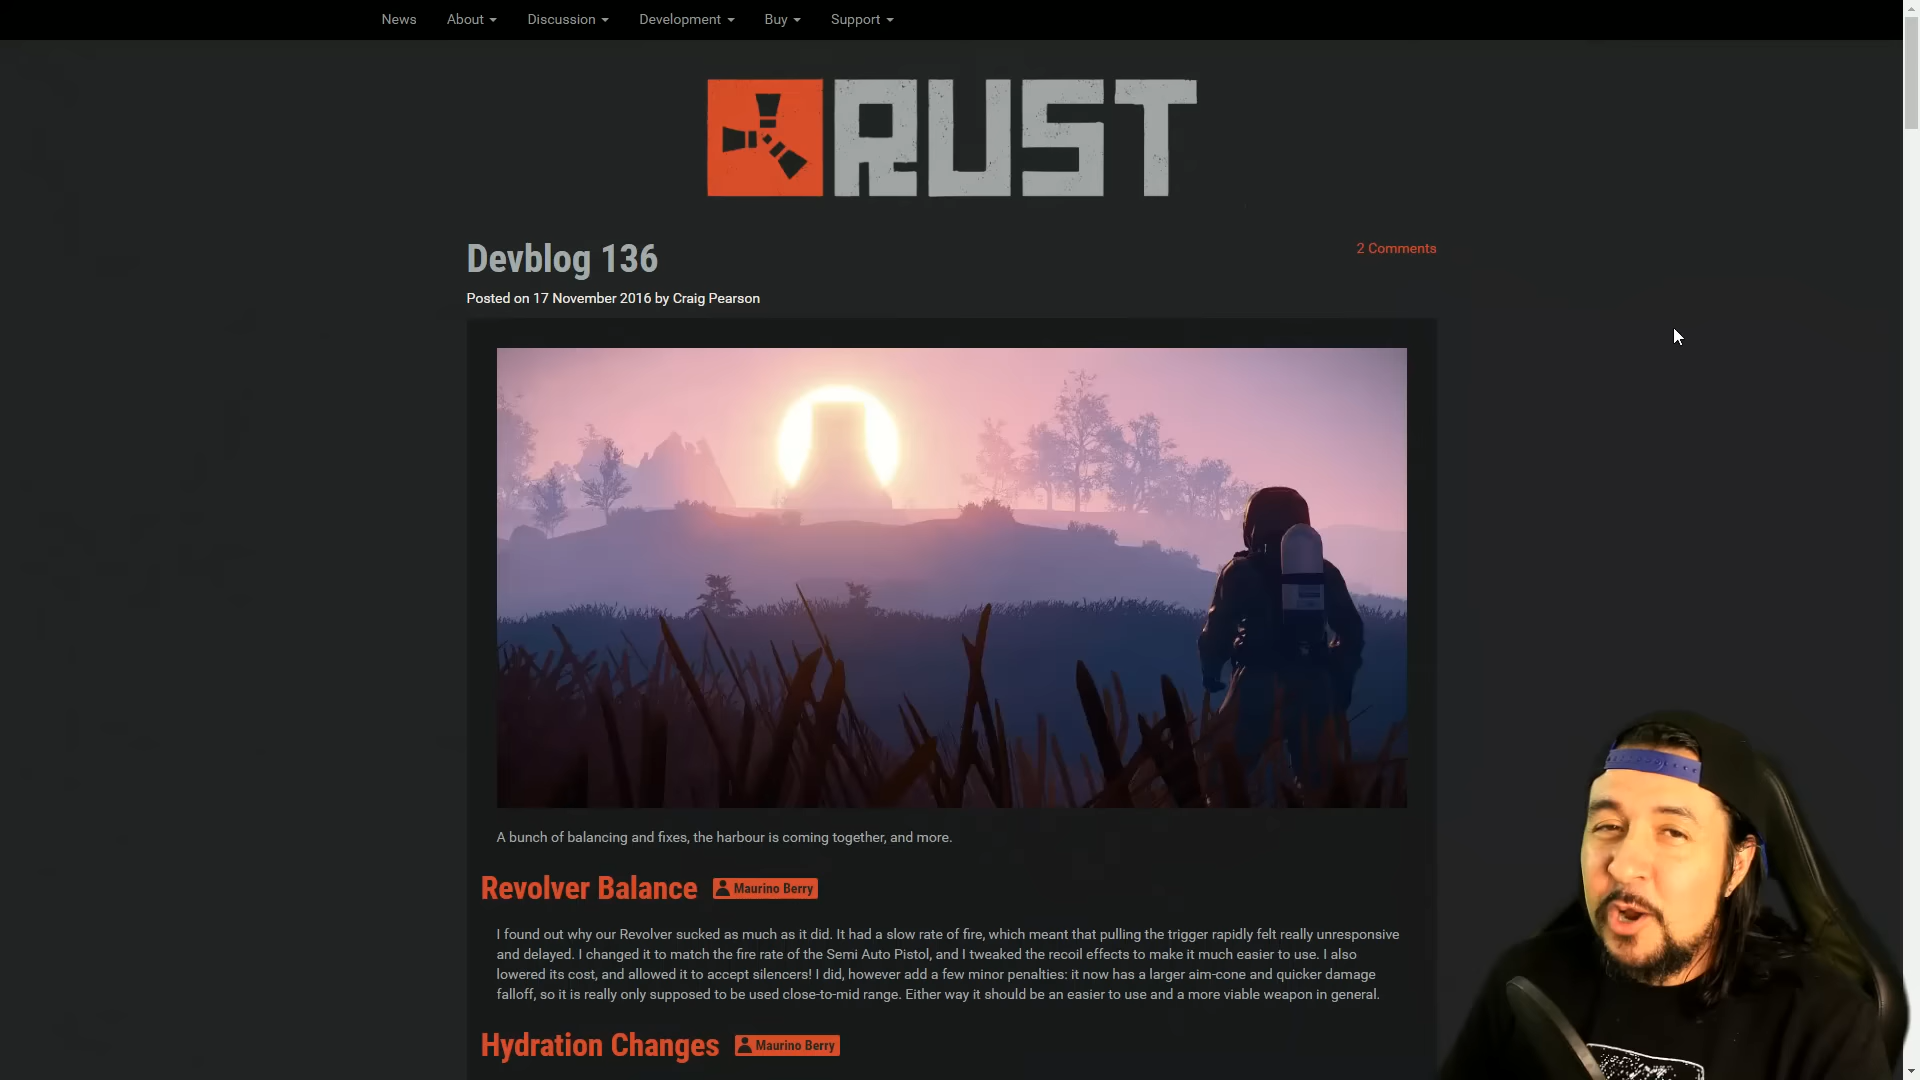 News About Discussion Development Buy Support
RUST
Devblog 136
2 Comments
Posted on 17 November 2016 by Craig Pearson
A bunch of balancing and fixes, the harbour is coming together, and more.
Revolver Balance Maurino Berry
I found out why our Revolver sucked as much as it did. It had a slow rate of fire, which meant that pulling the trigger rapidly felt really unresponsive
and delayed. I changed it to match the fire rate of the Semi Auto Pistol, and I tweaked the recoil effects to make it much easier to use. I also
lowered its cost, and allowed it to accept silencers! I did, however add a few minor penalties: it now has a larger aim-cone and quicker damage
falloff, so it is really only supposed to be used close-to-mid range. Either way it should be an easier to use and a more viable weapon in general.
Hydration Changes Maurino Berry